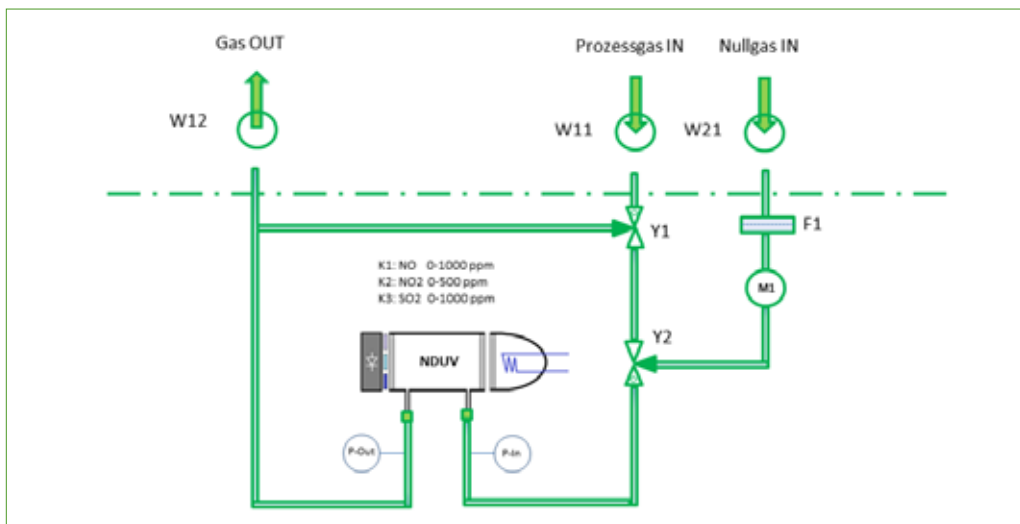 Gas OUT
Prozessgas IN
Nullgas IN
W12
W11
W21
F1
Y1
K1: NO 0-1000 ppm
K2: NO2 0-500 ppm
K3: SO2 0-1000 ppm
M1
Y2
NDUV
P-Out
P-In